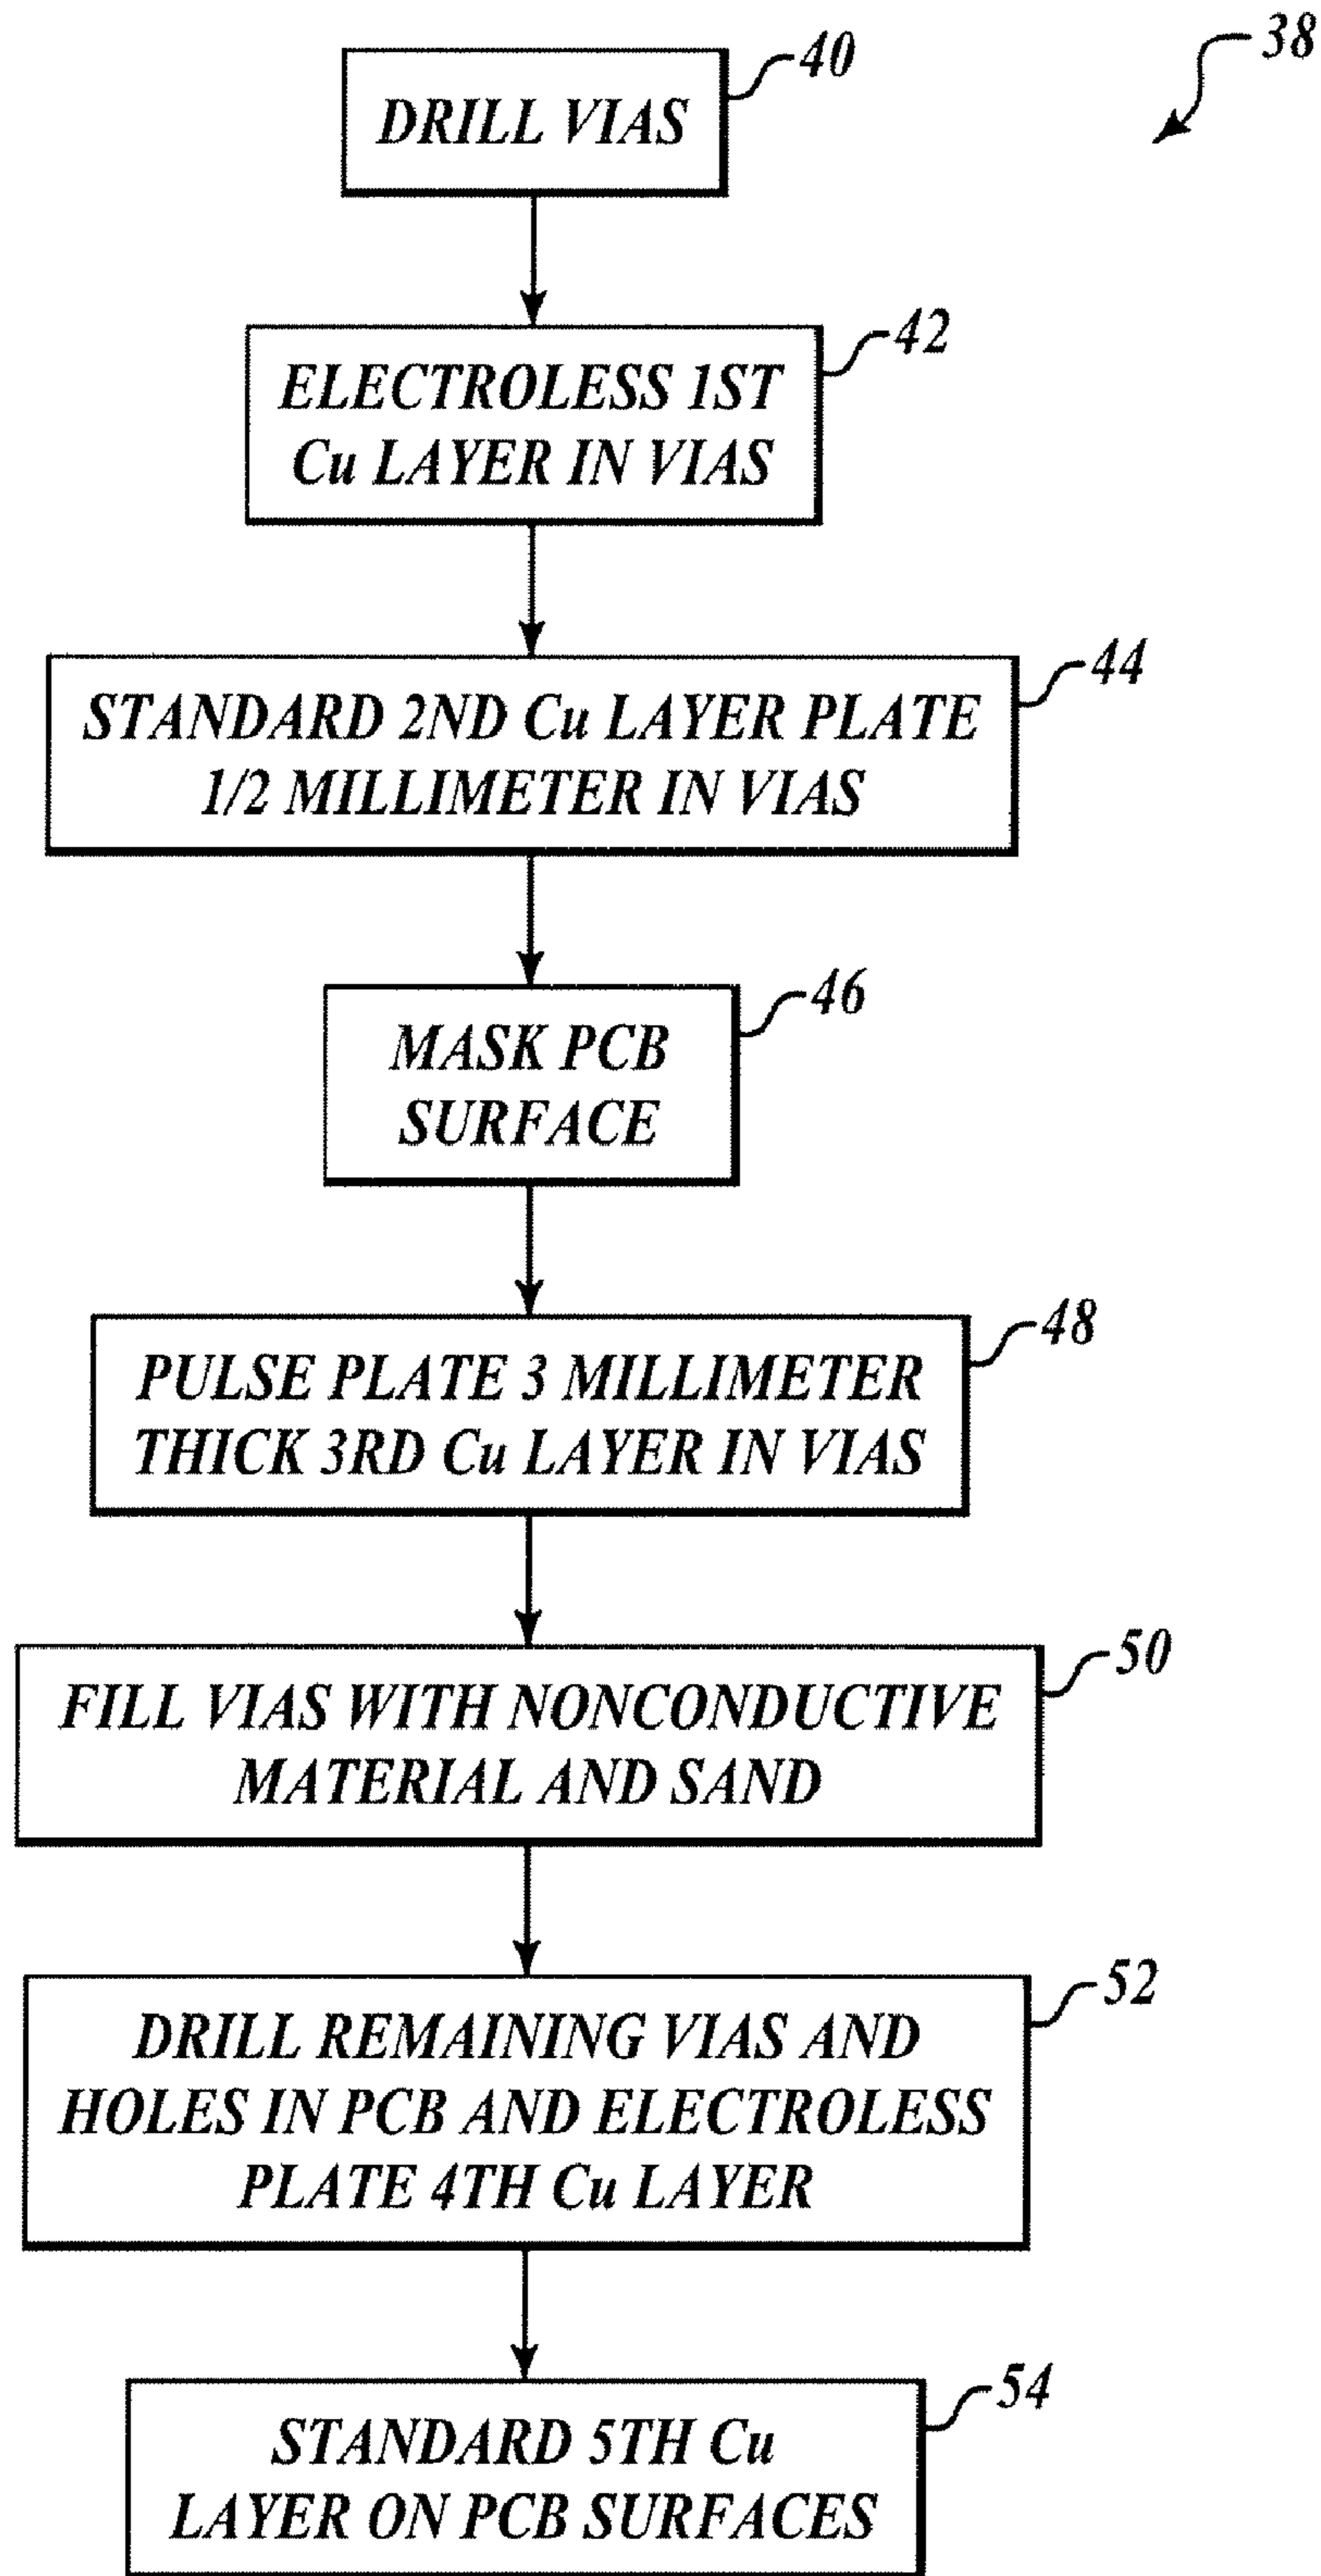 38
40
DRILL VIAS
42
ELECTROLESS 1ST
Cu LAYER IN VIAS
44
STANDARD 2ND Cu LAYER PLATE
1/2 MILLIMETER IN VIAS
46
MASK PCB
SURFACE
48
PULSE PLATE 3 MILLIMETER
THICK 3RD Cu LAYER IN VIAS
50
FILL VIAS WITH NONCONDUCTIVE
MATERIAL AND SAND
52
DRILL REMAINING VIAS AND
HOLES IN PCB AND ELECTROLESS
PLATE 4TH Cu LAYER
54
STANDARD 5TH Cu
LAYER ON PCB SURFACES